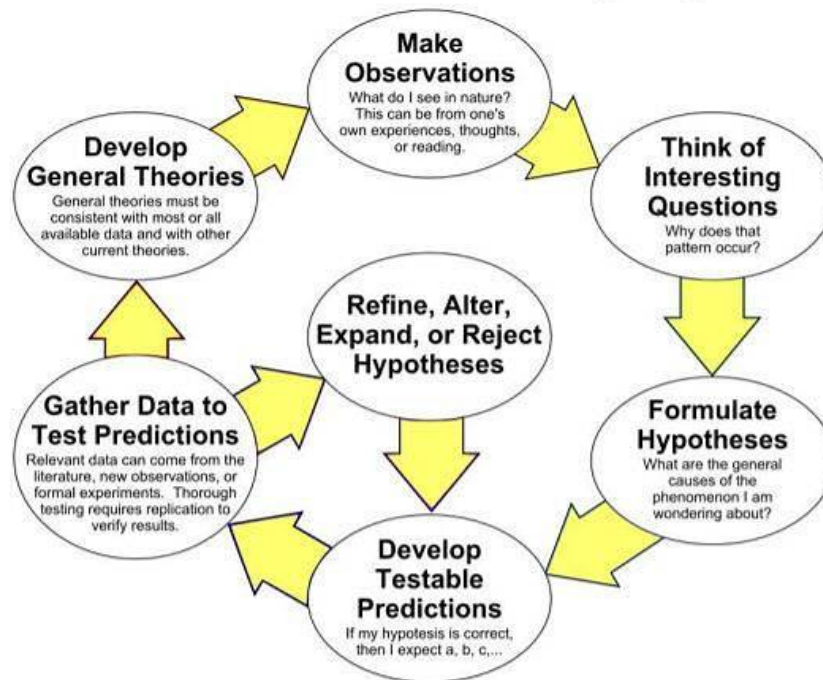 Make
Observations
What do I see in nature?
This can be from one's
own experiences, thoughts,
or reading.
Think of
Interesting
Questions
Why does that
pattern occur?
Formulate
Hypotheses
What are the general
causes of the
phenomenon I am
wondering about?
Develop
Testable
Predictions
If my hypotesis is correct,
then I expect a, b, c,...
Gather Data to
Test Predictions
Relevant data can come from the
literature, new observations, or
formal experiments. Thorough
testing requires replication to
verify results.
Refine, Alter,
Expand, or Reject
Hypotheses
Develop
General Theories
General theories must be
consistent with most or all
available data and with other
current theories.